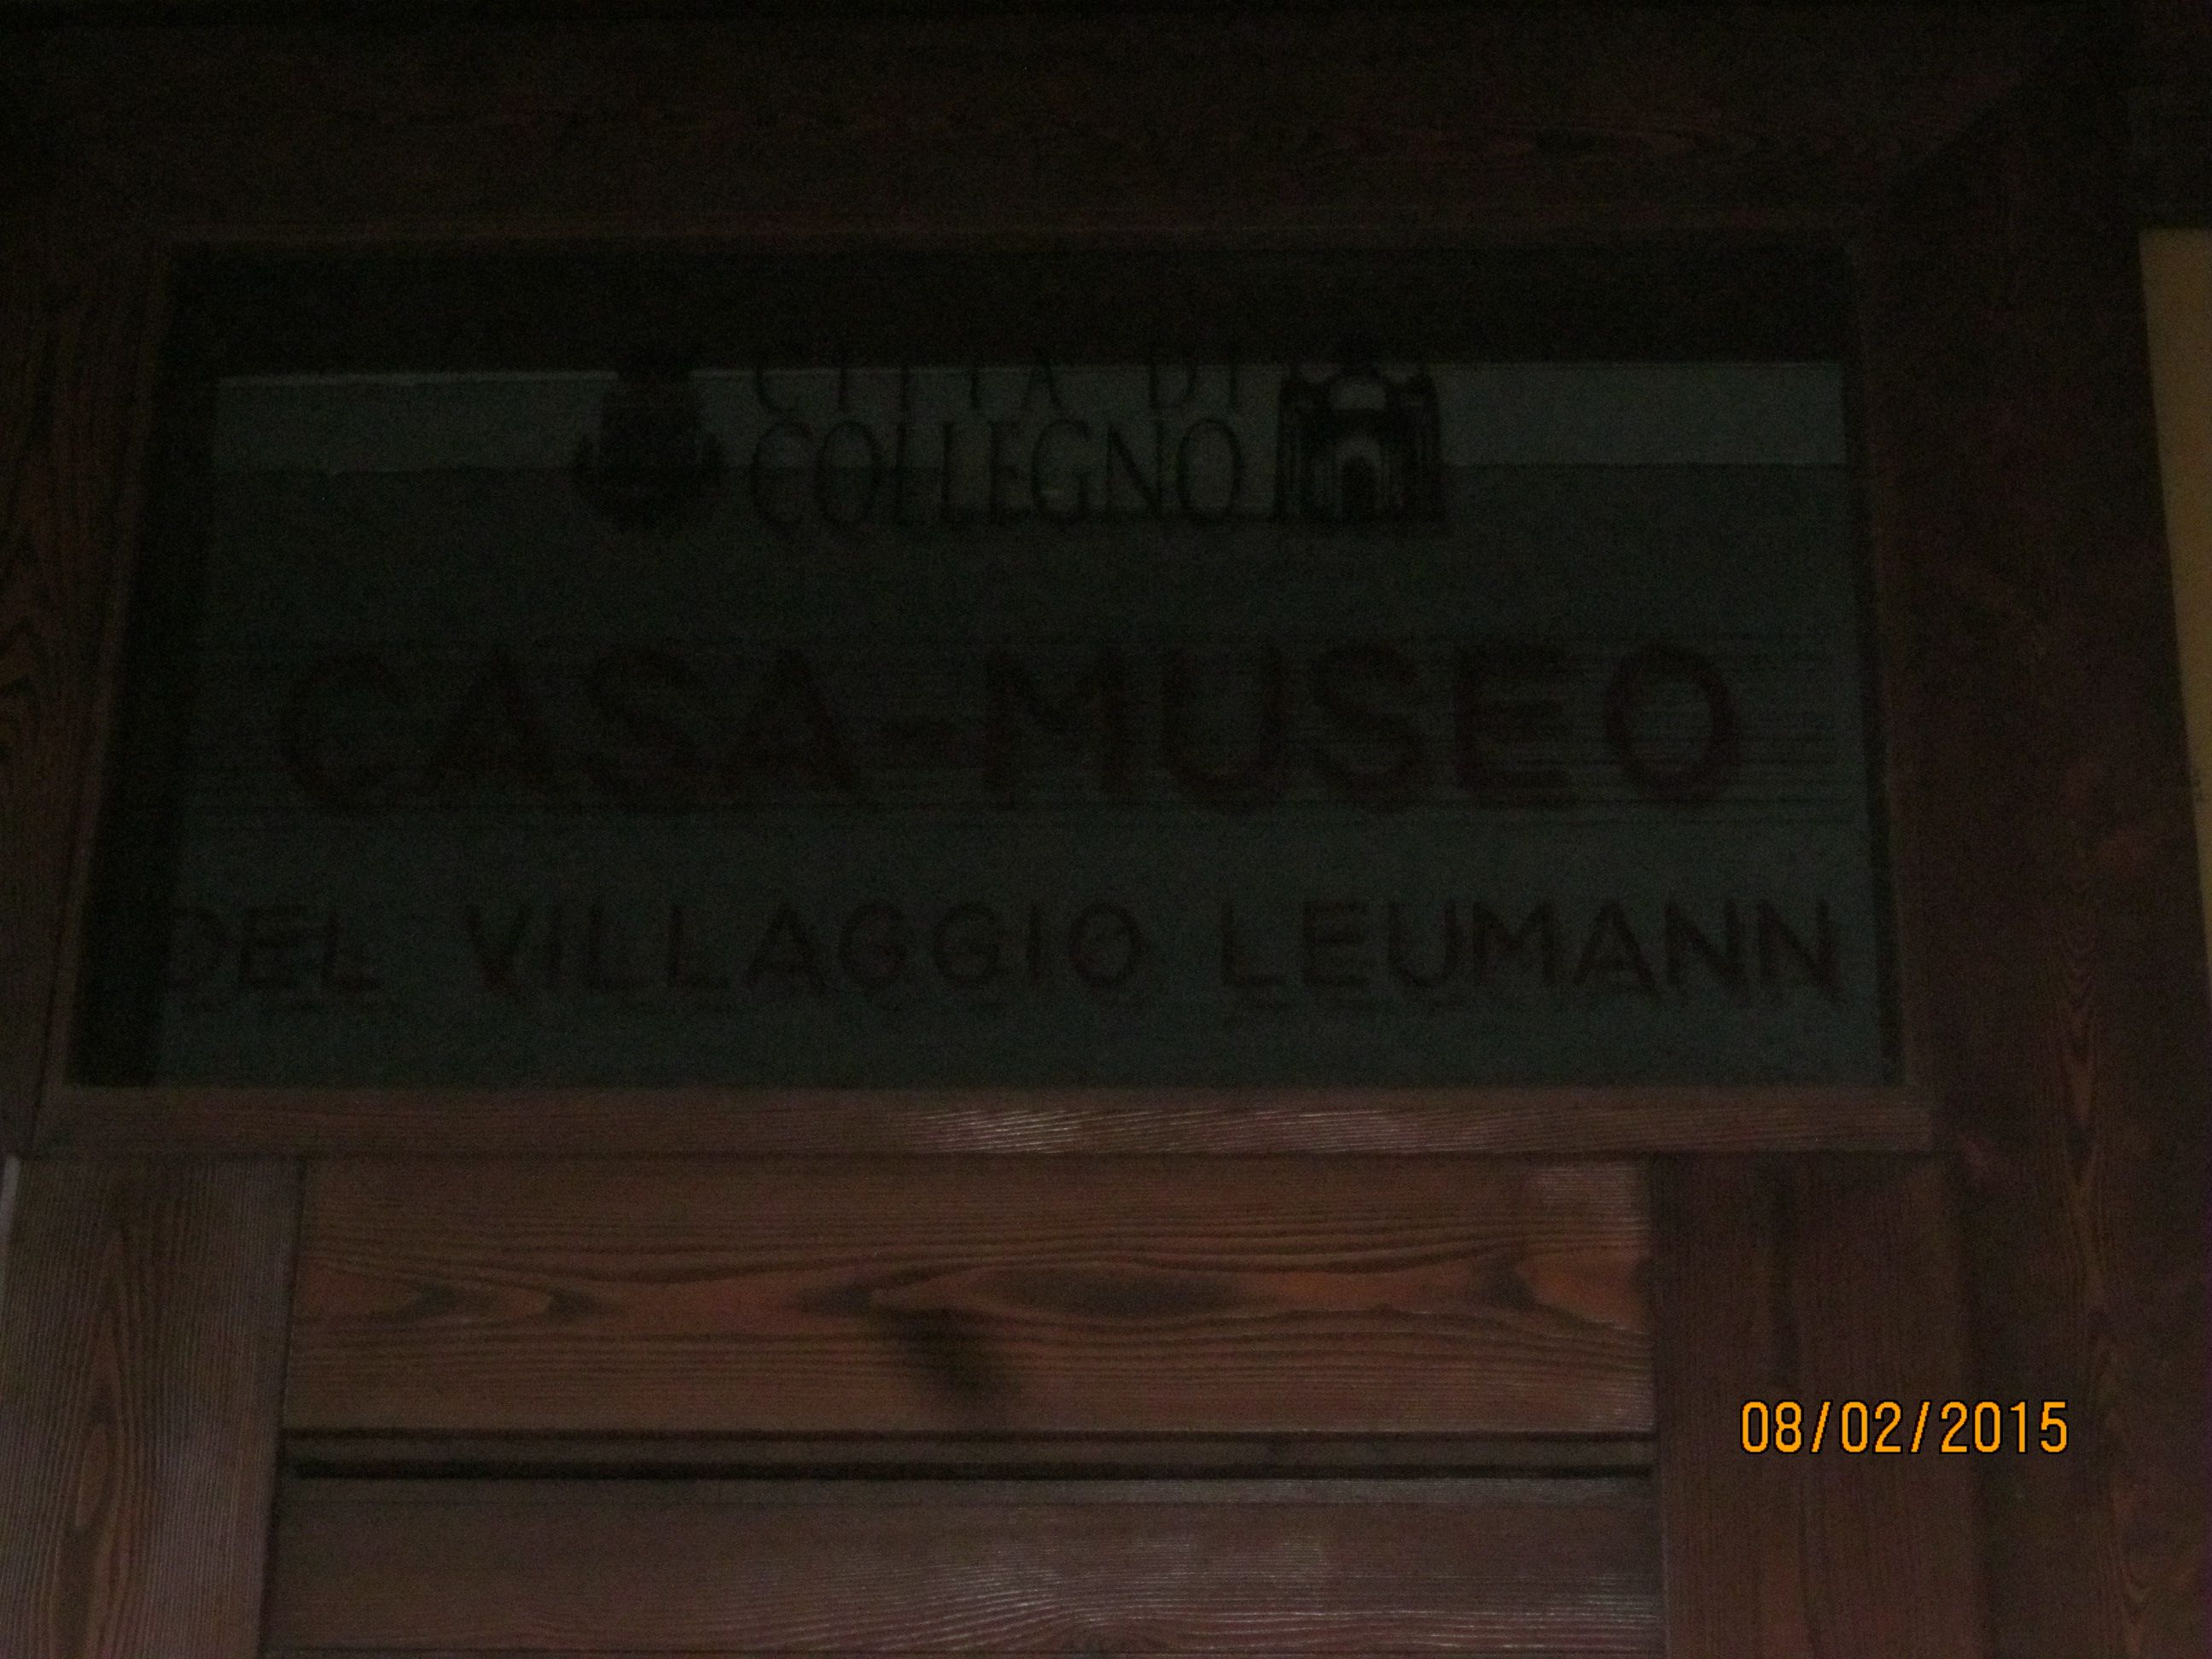 CITTÀ DI
COLLEGNO
CASA-MUSEO
DEL VILLAGGIO LEUMANN
08/02/2015